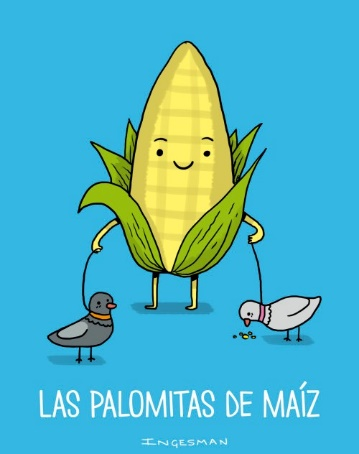 LAS PALOMITAS DE MAÍZ
INGESMAN